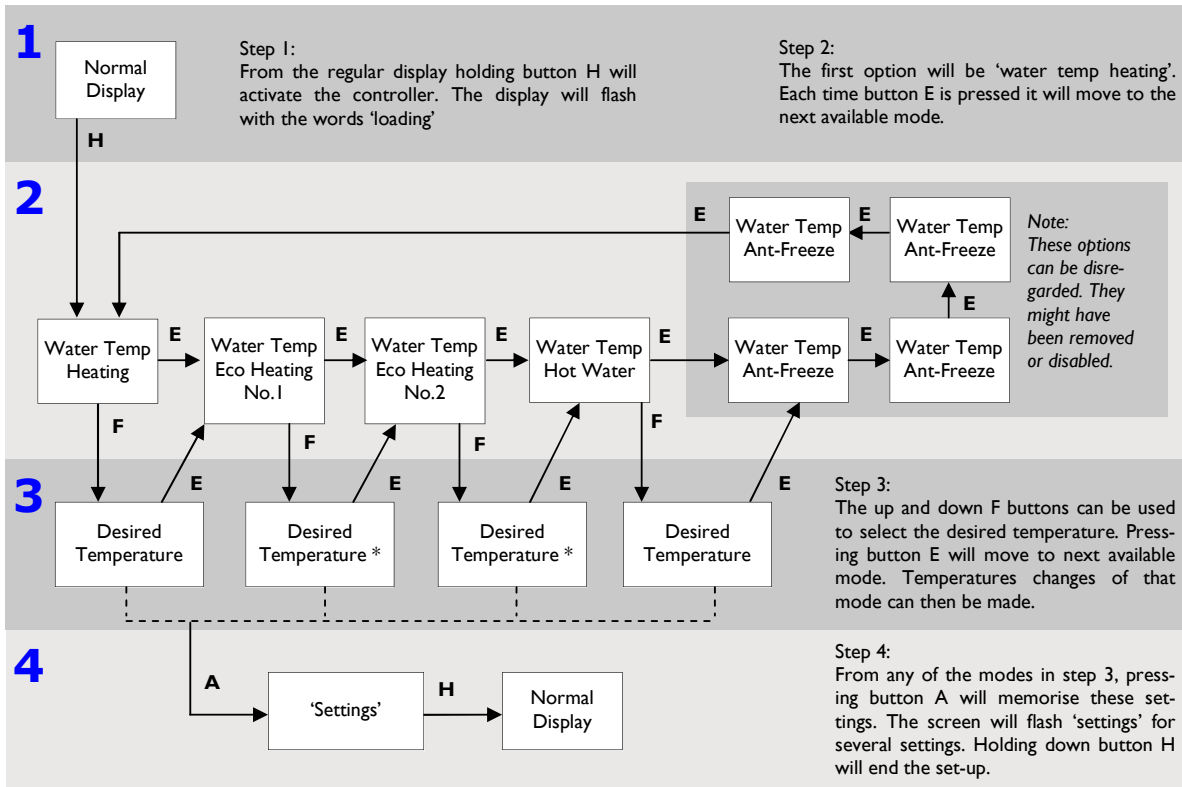 1
Normal
Display
Step 1:
From the regular display holding button H will
activate the controller. The display will flash
with the words ‘loading’
Step 2:
The first option will be ‘water temp heating’.
Each time button E is pressed it will move to the
next available mode.
H
2
E
Water Temp
Ant-Freeze
E
Water Temp
Ant-Freeze
Note:
These options
can be disre-
garded. They
might have
been removed
or disabled.
E
Water Temp
Heating
E
Water Temp
Eco Heating
No.1
E
Water Temp
Eco Heating
No.2
E
Water Temp
Hot Water
E
Water Temp
Ant-Freeze
E
Water Temp
Ant-Freeze
F
F
F
F
3
E
E
E
E
Desired
Temperature
Desired
Temperature *
Desired
Temperature *
Desired
Temperature
Step 3:
The up and down F buttons can be used
to select the desired temperature. Press-
ing button E will move to next available
mode. Temperatures changes of that
mode can then be made.
4
A
‘Settings’
H
Normal
Display
Step 4:
From any of the modes in step 3, press-
ing button A will memorise these set-
tings. The screen will flash ‘settings’ for
several settings. Holding down button H
will end the set-up.